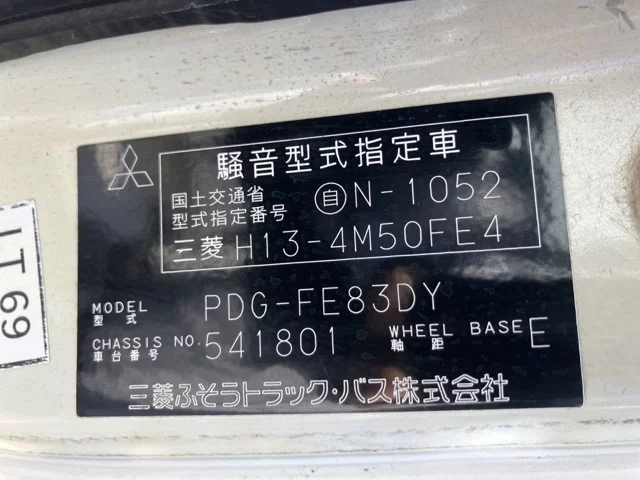 騒音型式指定車
国土交通省
型式指定番号 自N-1052
三菱 H13-4M50FE4
MODEL
型式 PDG-FE83DY
CHASSIS NO.
車台番号 541801 WHEEL BASE
軸距 E
三菱ふそうトラック・バス株式会社
LT69